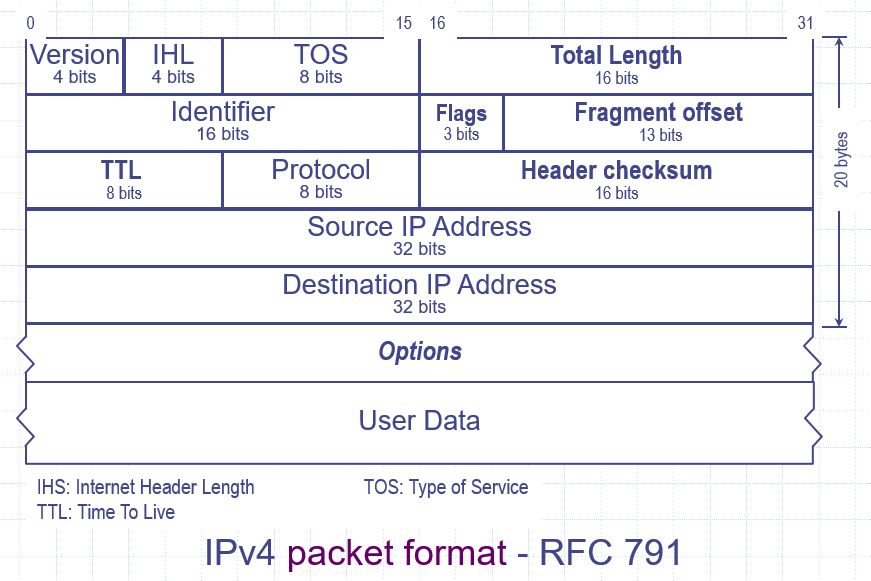 0 15 16 31
Version IHL TOS Total Length
4 bits 4 bits 8 bits 16 bits
Identifier Flags Fragment offset
16 bits 3 bits 13 bits
TTL Protocol Header checksum
8 bits 8 bits 16 bits
20 bytes
Source IP Address
32 bits
Destination IP Address
32 bits
Options
User Data
IHS: Internet Header Length TOS: Type of Service
TTL: Time To Live
IPv4 packet format - RFC 791